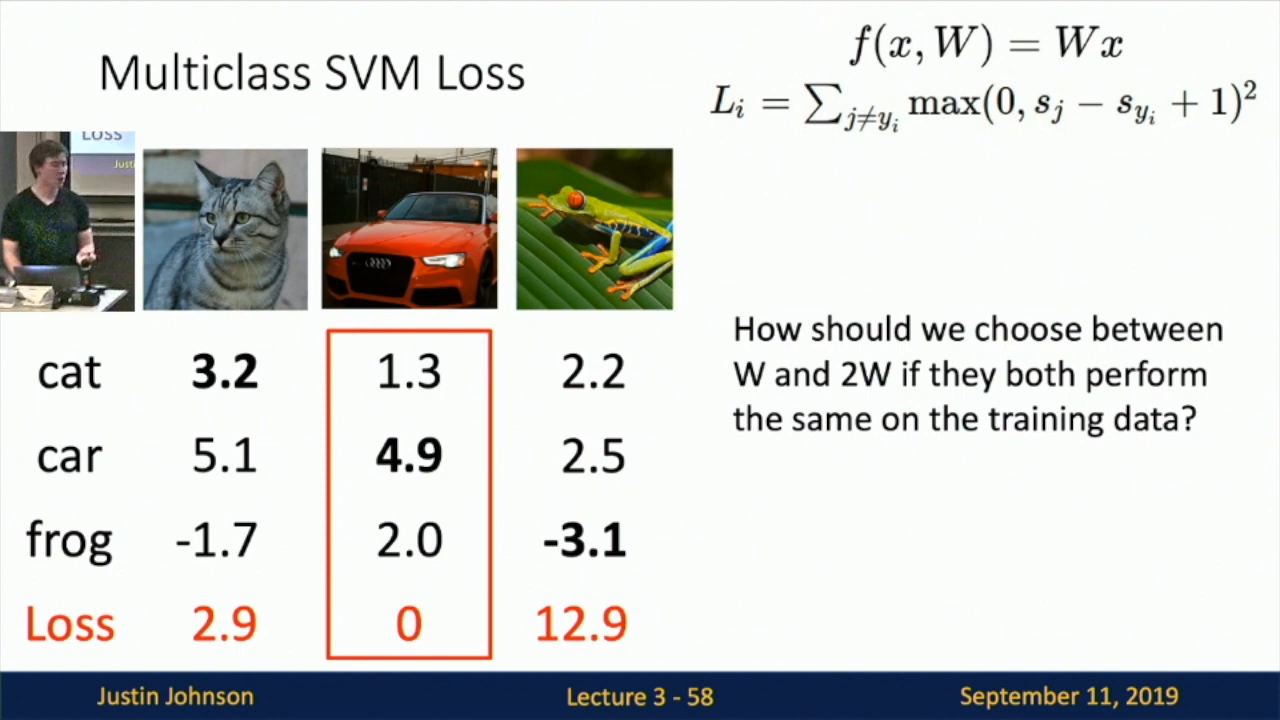 Multiclass SVM Loss
f(x, W) = Wx
L_i = ∑_{j≠y_i} max(0, s_j − s_{y_i} + 1)^2
Loss
Justi
How should we choose between
W and 2W if they both perform
the same on the training data?
cat 3.2 1.3 2.2
car 5.1 4.9 2.5
frog -1.7 2.0 -3.1
Loss 2.9 0 12.9
Justin Johnson Lecture 3 - 58 September 11, 2019